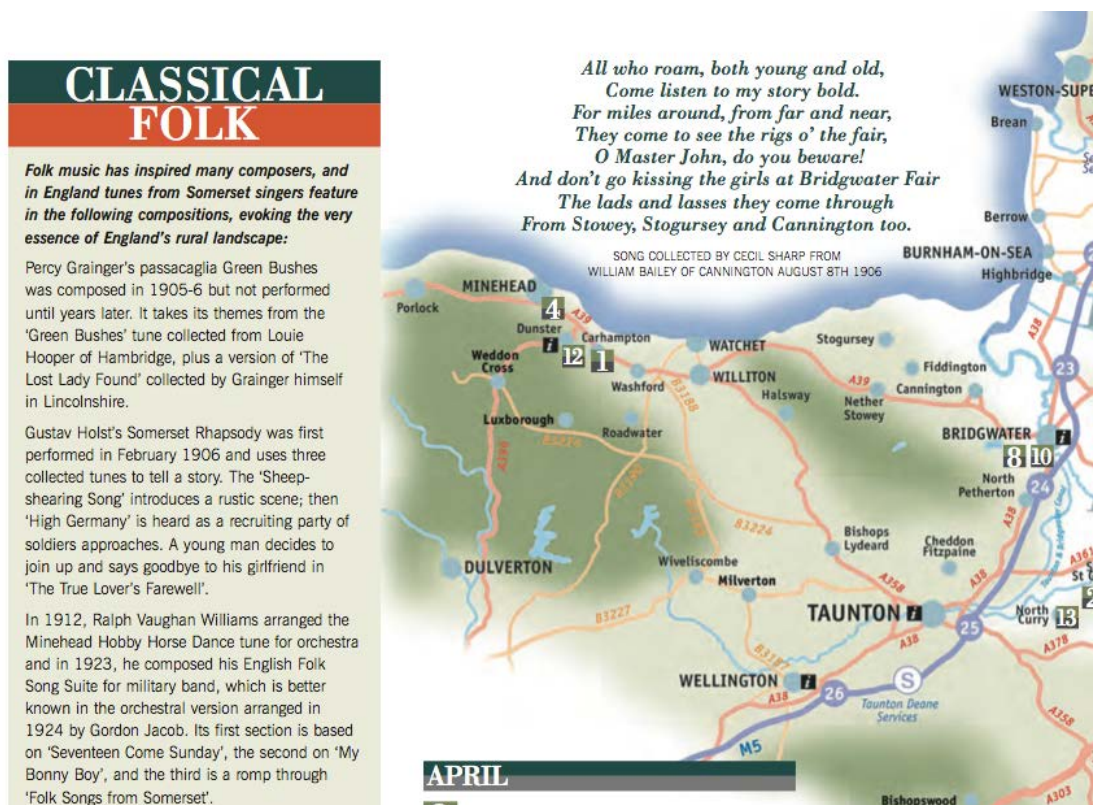 CLASSICAL
FOLK
Folk music has inspired many composers, and
in England tunes from Somerset singers feature
in the following compositions, evoking the very
essence of England's rural landscape:
Percy Grainger's passacaglia Green Bushes
was composed in 1905-6 but not performed
until years later. It takes its themes from the
'Green Bushes' tune collected from Louie
Hooper of Hambridge, plus a version of 'The
Lost Lady Found' collected by Grainger himself
in Lincolnshire.
Gustav Holst's Somerset Rhapsody was first
performed in February 1906 and uses three
collected tunes to tell a story. The 'Sheep-
shearing Song' introduces a rustic scene; then
'High Germany' is heard as a recruiting party of
soldiers approaches. A young man decides to
join up and says goodbye to his girlfriend in
'The True Lover's Farewell'.
In 1912, Ralph Vaughan Williams arranged the
Minehead Hobby Horse Dance tune for orchestra
and in 1923, he composed his English Folk
Song Suite for military band, which is better
known in the orchestral version arranged in
1924 by Gordon Jacob. Its first section is based
on 'Seventeen Come Sunday', the second on 'My
Bonny Boy', and the third is a romp through
'Folk Songs from Somerset'.
All who roam, both young and old,
Come listen to my story bold.
For miles around, from far and near,
They come to see the rigs o' the fair,
O Master John, do you beware!
And don't go kissing the girls at Bridgwater Fair
The lads and lasses they come through
From Stowey, Stogursey and Cannington too.
SONG COLLECTED BY CECIL SHARP FROM
WILLIAM BAILEY OF CANNINGTON AUGUST 8TH 1906
WESTON-SUPE
Brean
Berrow
BURNHAM-ON-SEA
Highbridge
A38
MINEHEAD
Porlock
4
A39
Dunster
i
12
Carhampton
1
WATCHET
Stogursey
Weddon
Cross
Washford
B3188
WILLITON
A39
Fiddington
23
Halsway
Nether
Stowey
Cannington
Luxborough
Roadwater
BRIDGWATER
i
8
10
A396
B3224
B3190
North
Petherton
24
A38
B3224
Bishops
Lydeard
Cheddon
Fitzpaine
Taunton & Bridgwater Canal
A361
DULVERTON
Wiveliscombe
Milverton
A358
A38
St
B3227
TAUNTON
i
25
North
Curry
13
A378
A38
B3187
WELLINGTON
i
A38
26
S
Taunton Deane
Services
A358
M5
APRIL
Bishopswood
A303